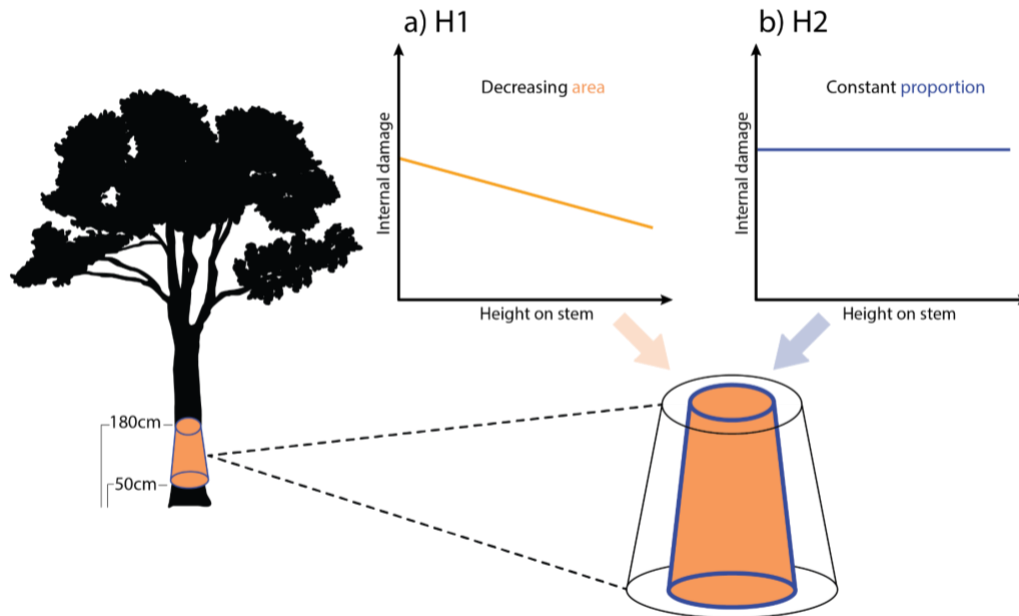 a) H1
Decreasing area
Internal damage
Height on stem
b) H2
Constant proportion
Internal damage
Height on stem
180cm
50cm